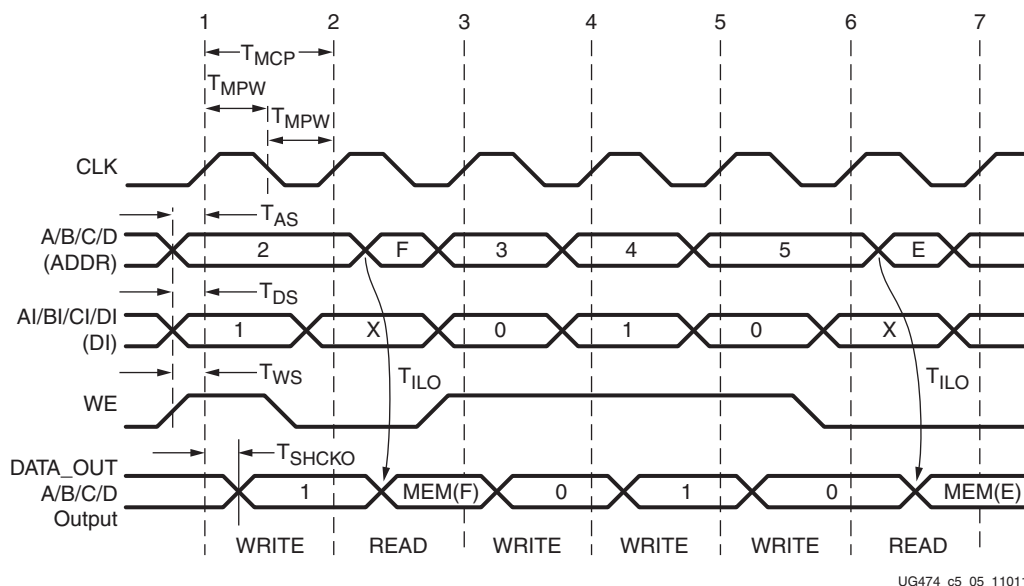 1 2 3 4 5 6 7
TMCP
TMPW
TMPW
CLK
TAS
A/B/C/D
(ADDR)
2 F 3 4 5 E
TDS
AI/BI/CI/DI
(DI)
1 X 0 1 0 X
TWS
TILO
TILO
WE
TSHCKO
DATA_OUT
A/B/C/D
Output
1 MEM(F) 0 1 0 MEM(E)
WRITE READ WRITE WRITE WRITE READ
UG474_c5_05_11011